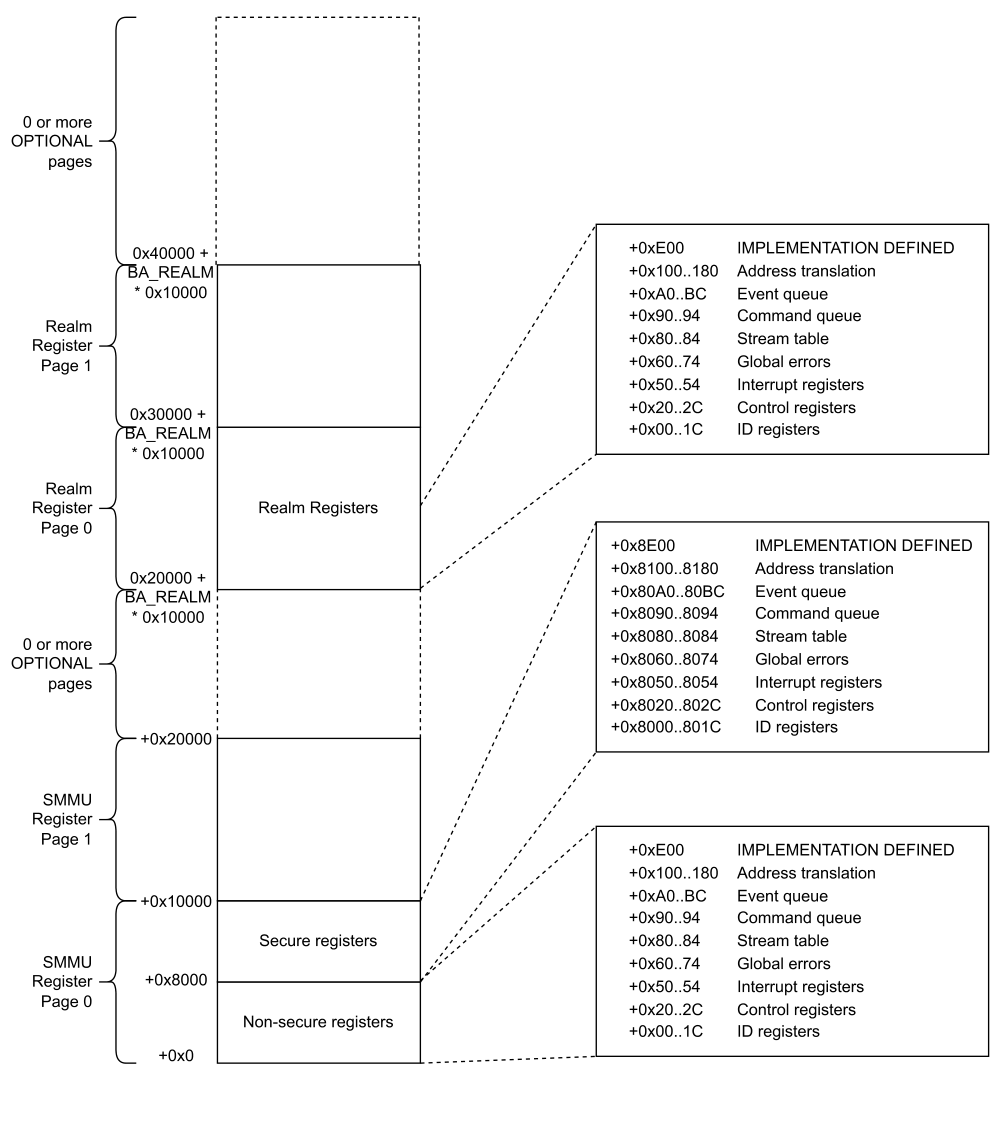 0 or more
OPTIONAL
pages
0x40000 +
BA_REALM
* 0x10000
Realm
Register
Page 1
0x30000 +
BA_REALM
* 0x10000
Realm
Register
Page 0
Realm Registers
0x20000 +
BA_REALM
* 0x10000
0 or more
OPTIONAL
pages
+0x20000
SMMU
Register
Page 1
+0x10000
Secure registers
SMMU
Register
Page 0
+0x8000
Non-secure registers
+0x0
+0xE00 IMPLEMENTATION DEFINED
+0x100..180 Address translation
+0xA0..BC Event queue
+0x90..94 Command queue
+0x80..84 Stream table
+0x60..74 Global errors
+0x50..54 Interrupt registers
+0x20..2C Control registers
+0x00..1C ID registers
+0x8E00 IMPLEMENTATION DEFINED
+0x8100..8180 Address translation
+0x80A0..80BC Event queue
+0x8090..8094 Command queue
+0x8080..8084 Stream table
+0x8060..8074 Global errors
+0x8050..8054 Interrupt registers
+0x8020..802C Control registers
+0x8000..801C ID registers
+0xE00 IMPLEMENTATION DEFINED
+0x100..180 Address translation
+0xA0..BC Event queue
+0x90..94 Command queue
+0x80..84 Stream table
+0x60..74 Global errors
+0x50..54 Interrupt registers
+0x20..2C Control registers
+0x00..1C ID registers